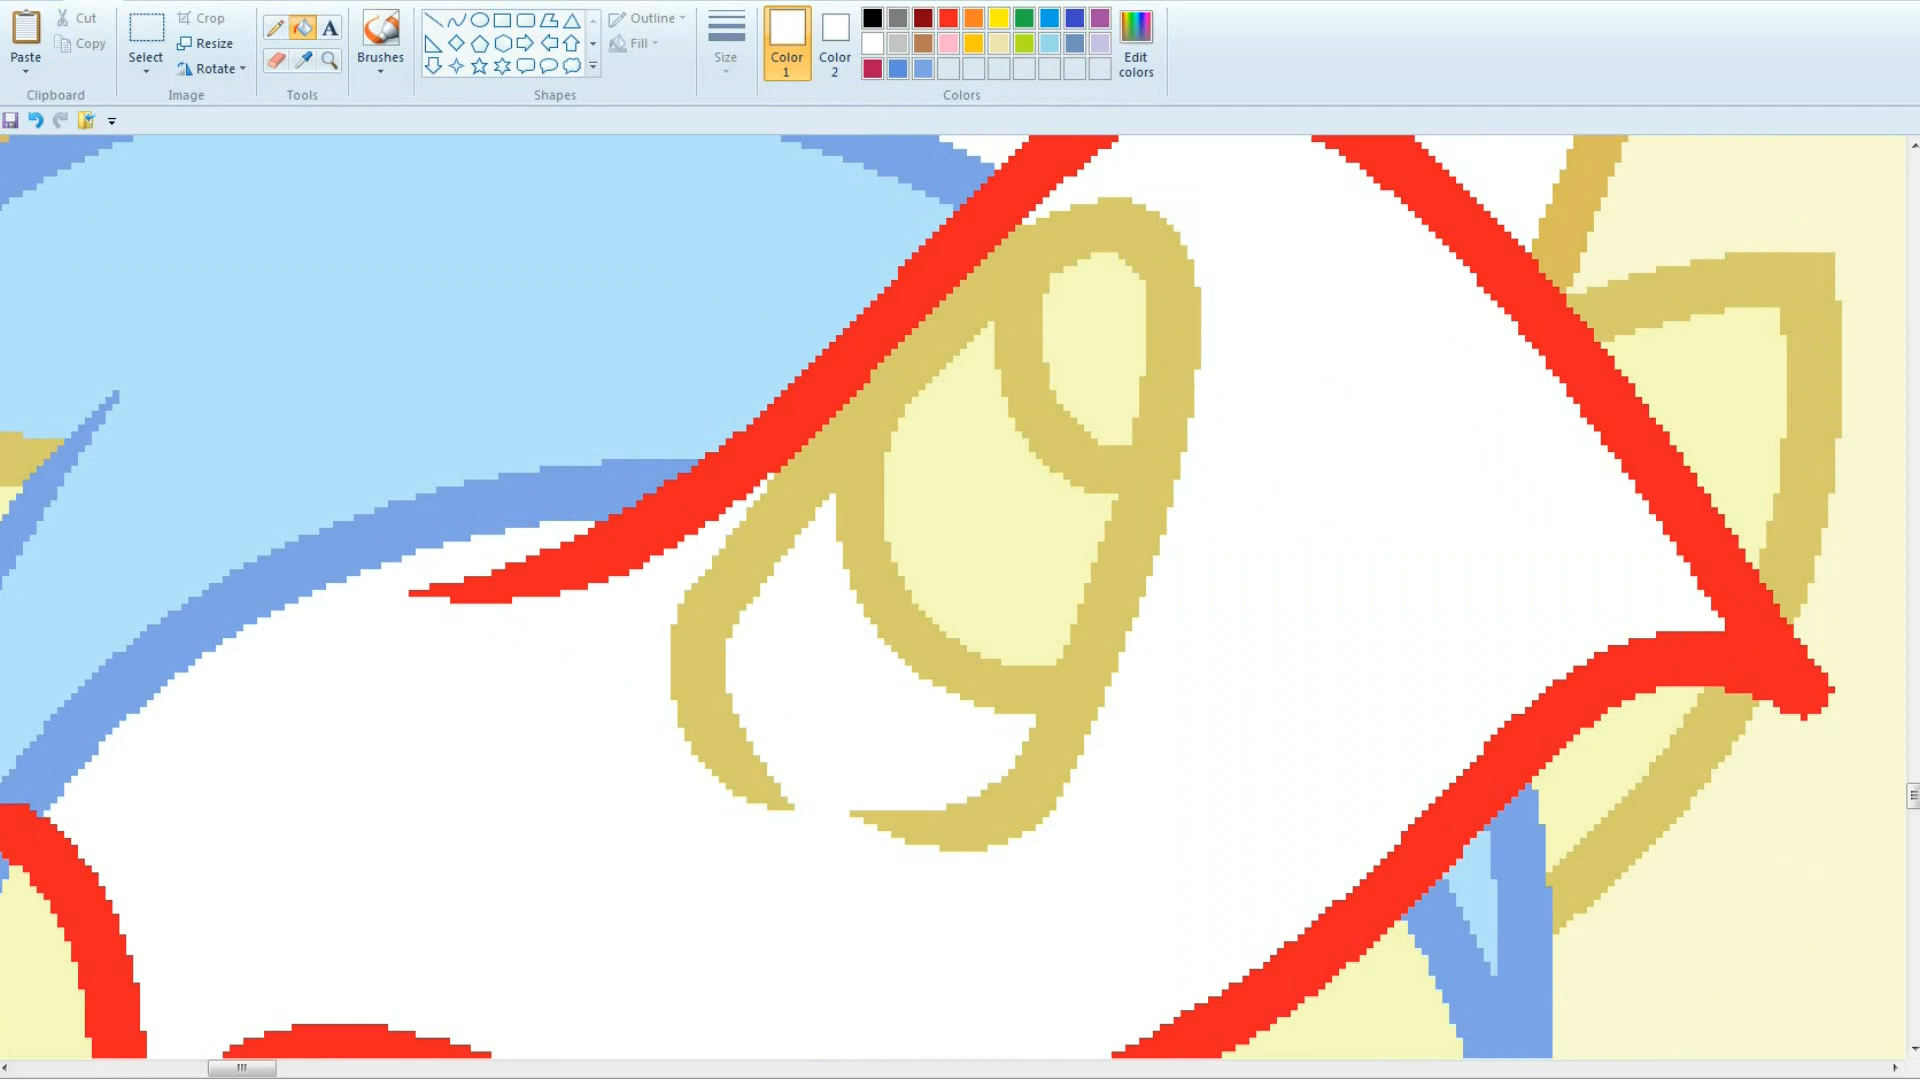 Paste
Cut
Copy
Clipboard
Select
Crop
Resize
Rotate
Image
A
Tools
Brushes
Shapes
Outline
Fill
Size
Color
1
Color
2
Colors
Edit
colors